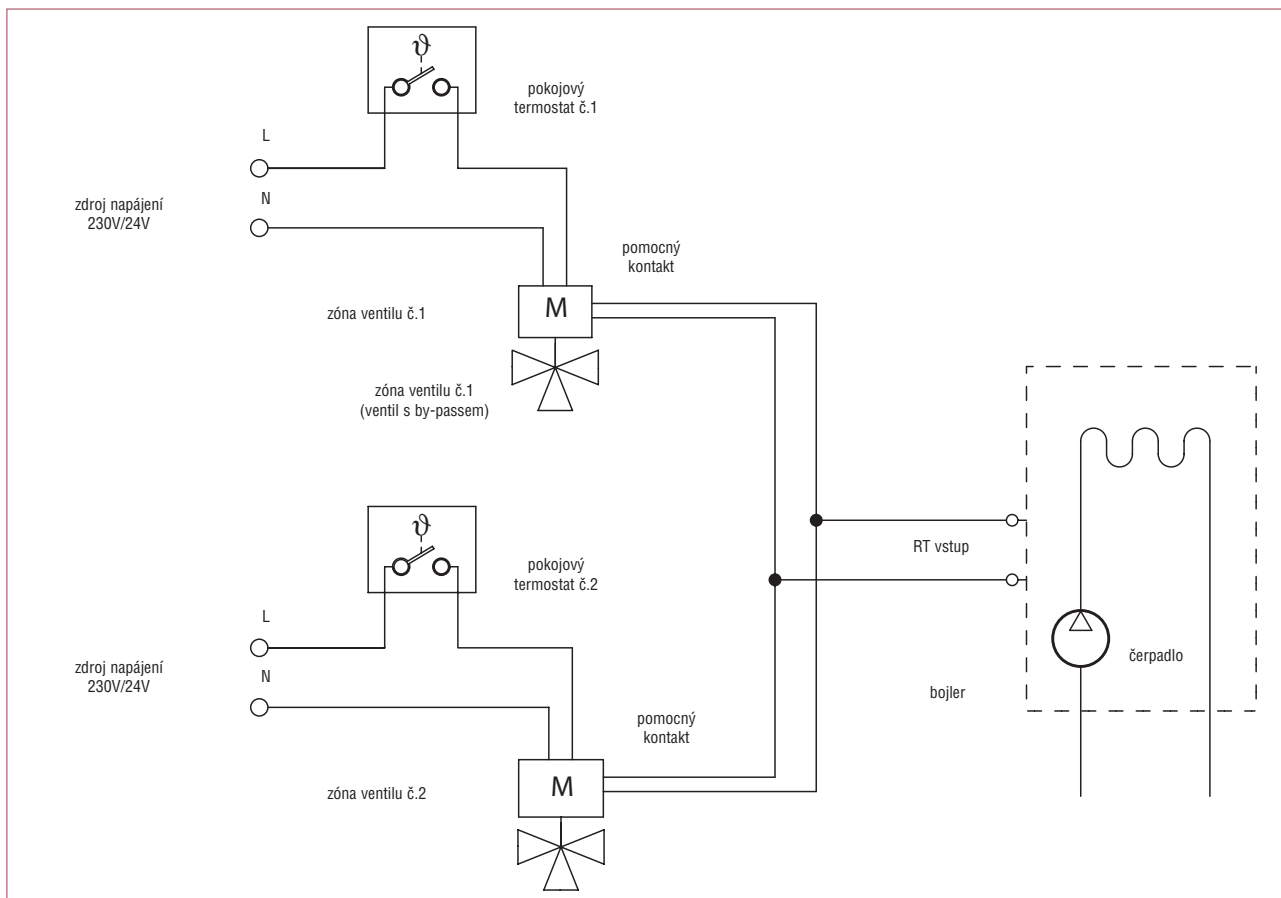 ϑ
pokojový
termostat č.1
L
N
zdroj napájení
230V/24V
pomocný
kontakt
zóna ventilu č.1
M
zóna ventilu č.1
(ventil s by-passem)
ϑ
pokojový
termostat č.2
RT vstup
L
N
zdroj napájení
230V/24V
čerpadlo
bojler
pomocný
kontakt
zóna ventilu č.2
M